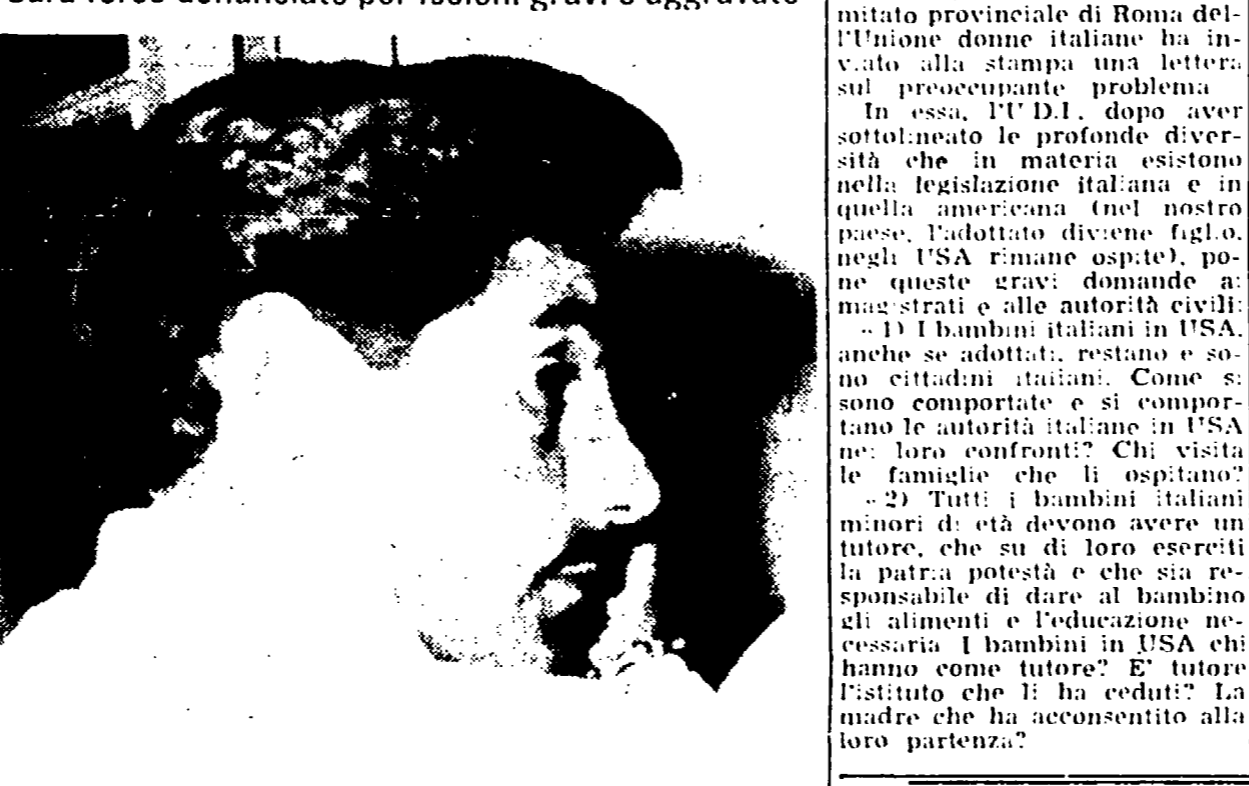 sarà forse denunciato per lesioni gravi e aggravate
mitato provinciale di Roma del-
l'Unione donne italiane ha in-
viato alla stampa una lettera
sul preoccupante problema
In essa, l'U.D.I. dopo aver
sottolineato le profonde diver-
sità che in materia esistono
nella legislazione italiana e in
quella americana (nel nostro
paese, l'adottato diviene figlio,
negli USA rimane ospite), po-
ne queste gravi domande ai
magistrati e alle autorità civili:
« 1) I bambini italiani in USA,
anche se adottati, restano e so-
no cittadini italiani. Come si
sono comportate e si compor-
tano le autorità italiane in USA
nei loro confronti? Chi visita
le famiglie che li ospitano?
« 2) Tutti i bambini italiani
minori di età devono avere un
tutore, che su di loro eserciti
la patria potestà e che sia re-
sponsabile di dare al bambino
gli alimenti e l'educazione ne-
cessaria I bambini in USA chi
hanno come tutore? E' tutore
l'istituto che li ha ceduti? La
madre che ha acconsentito alla
loro partenza?